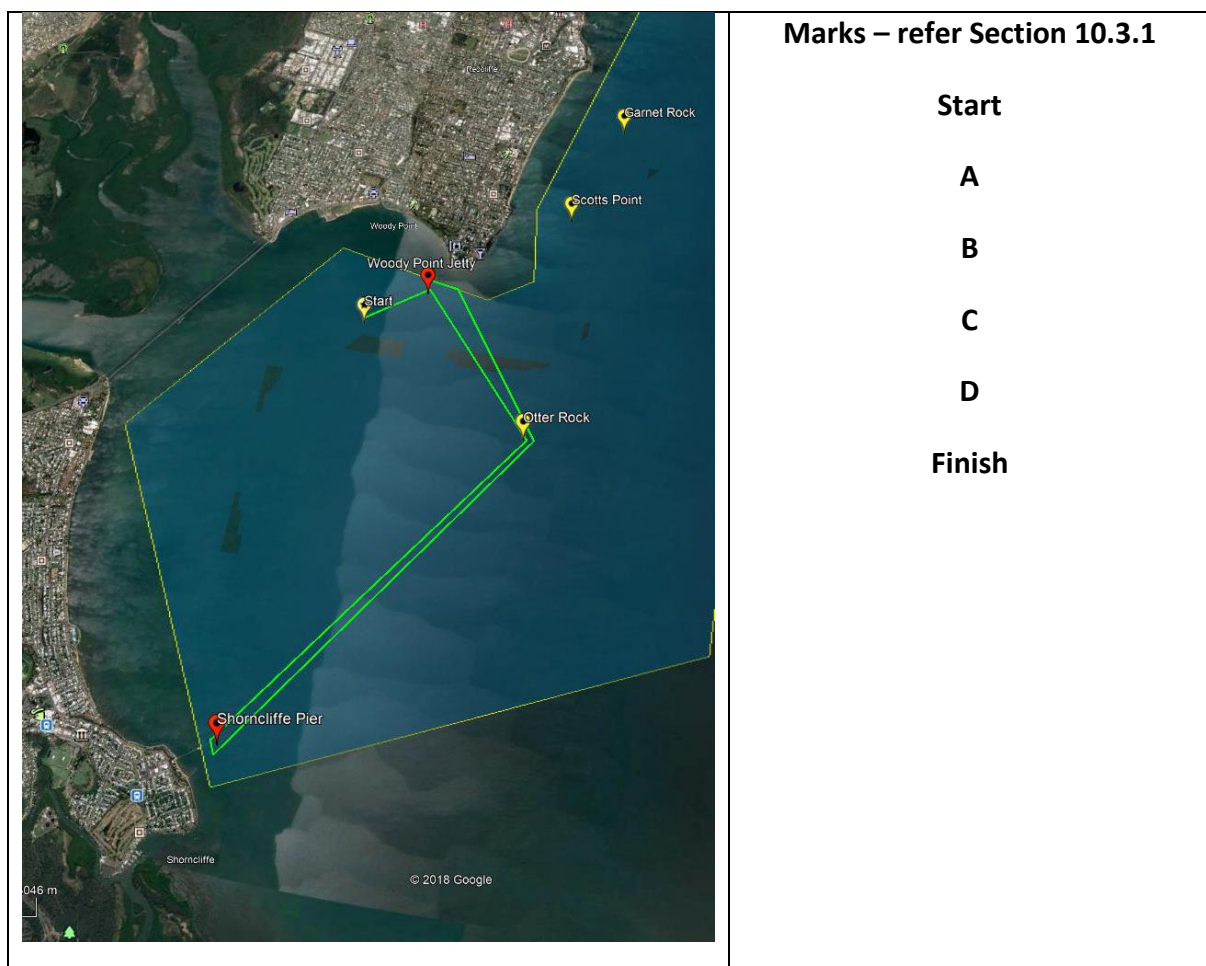 Redcliffe
Garnet Rock
Scotts Point
Woody Point
Woody Point Jetty
Start
Otter Rock
Shorncliffe Pier
Shorncliffe
© 2018 Google
046 m
Marks – refer Section 10.3.1
Start
A
B
C
D
Finish